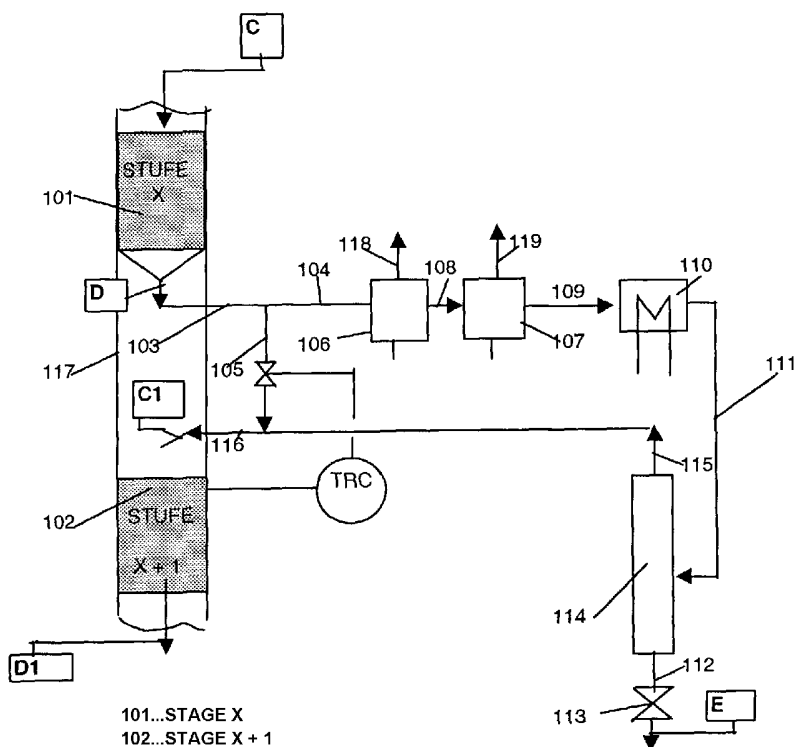 C
STUFE
X
101
118
119
104
108
110
109
D
103
106
107
105
117
111
C1
116
115
TRC
102
STUFE
X + 1
114
112
D1
E
113
101...STAGE X
102...STAGE X + 1